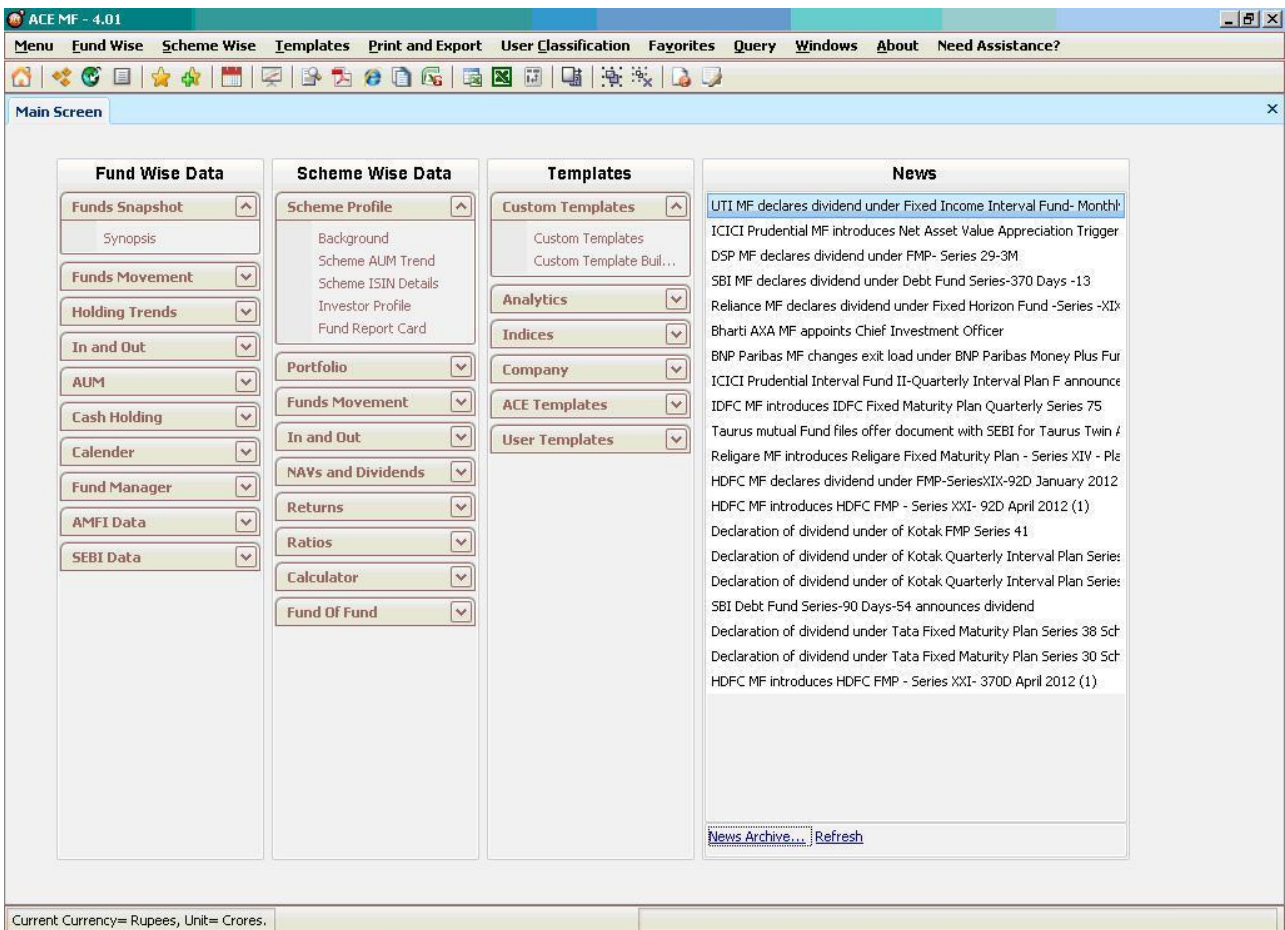 ACE MF - 4.01
Menu Fund Wise Scheme Wise Templates Print and Export User Classification Favorites Query Windows About Need Assistance?
Main Screen
Fund Wise Data
Funds Snapshot
Synopsis
Funds Movement
Holding Trends
In and Out
AUM
Cash Holding
Calender
Fund Manager
AMFI Data
SEBI Data
Scheme Wise Data
Scheme Profile
Background
Scheme AUM Trend
Scheme ISIN Details
Investor Profile
Fund Report Card
Portfolio
Funds Movement
In and Out
NAVs and Dividends
Returns
Ratios
Calculator
Fund Of Fund
Templates
Custom Templates
Custom Templates
Custom Template Buil...
Analytics
Indices
Company
ACE Templates
User Templates
News
UTI MF declares dividend under Fixed Income Interval Fund- Monthl
ICICI Prudential MF introduces Net Asset Value Appreciation Trigger
DSP MF declares dividend under FMP- Series 29-3M
SBI MF declares dividend under Debt Fund Series-370 Days -13
Reliance MF declares dividend under Fixed Horizon Fund -Series -XIX
Bharti AXA MF appoints Chief Investment Officer
BNP Paribas MF changes exit load under BNP Paribas Money Plus Fur
ICICI Prudential Interval Fund II-Quarterly Interval Plan F announce
IDFC MF introduces IDFC Fixed Maturity Plan Quarterly Series 75
Taurus mutual Fund files offer document with SEBI for Taurus Twin
Religare MF introduces Religare Fixed Maturity Plan - Series XIV - Pla
HDFC MF declares dividend under FMP-SeriesXIX-92D January 2012
HDFC MF introduces HDFC FMP - Series XXI- 92D April 2012 (1)
Declaration of dividend under of Kotak FMP Series 41
Declaration of dividend under of Kotak Quarterly Interval Plan Series
Declaration of dividend under of Kotak Quarterly Interval Plan Series
SBI Debt Fund Series-90 Days-54 announces dividend
Declaration of dividend under Tata Fixed Maturity Plan Series 38 Sch
Declaration of dividend under Tata Fixed Maturity Plan Series 30 Sch
HDFC MF introduces HDFC FMP - Series XXI- 370D April 2012 (1)
News Archive... Refresh
Current Currency= Rupees, Unit= Crores.